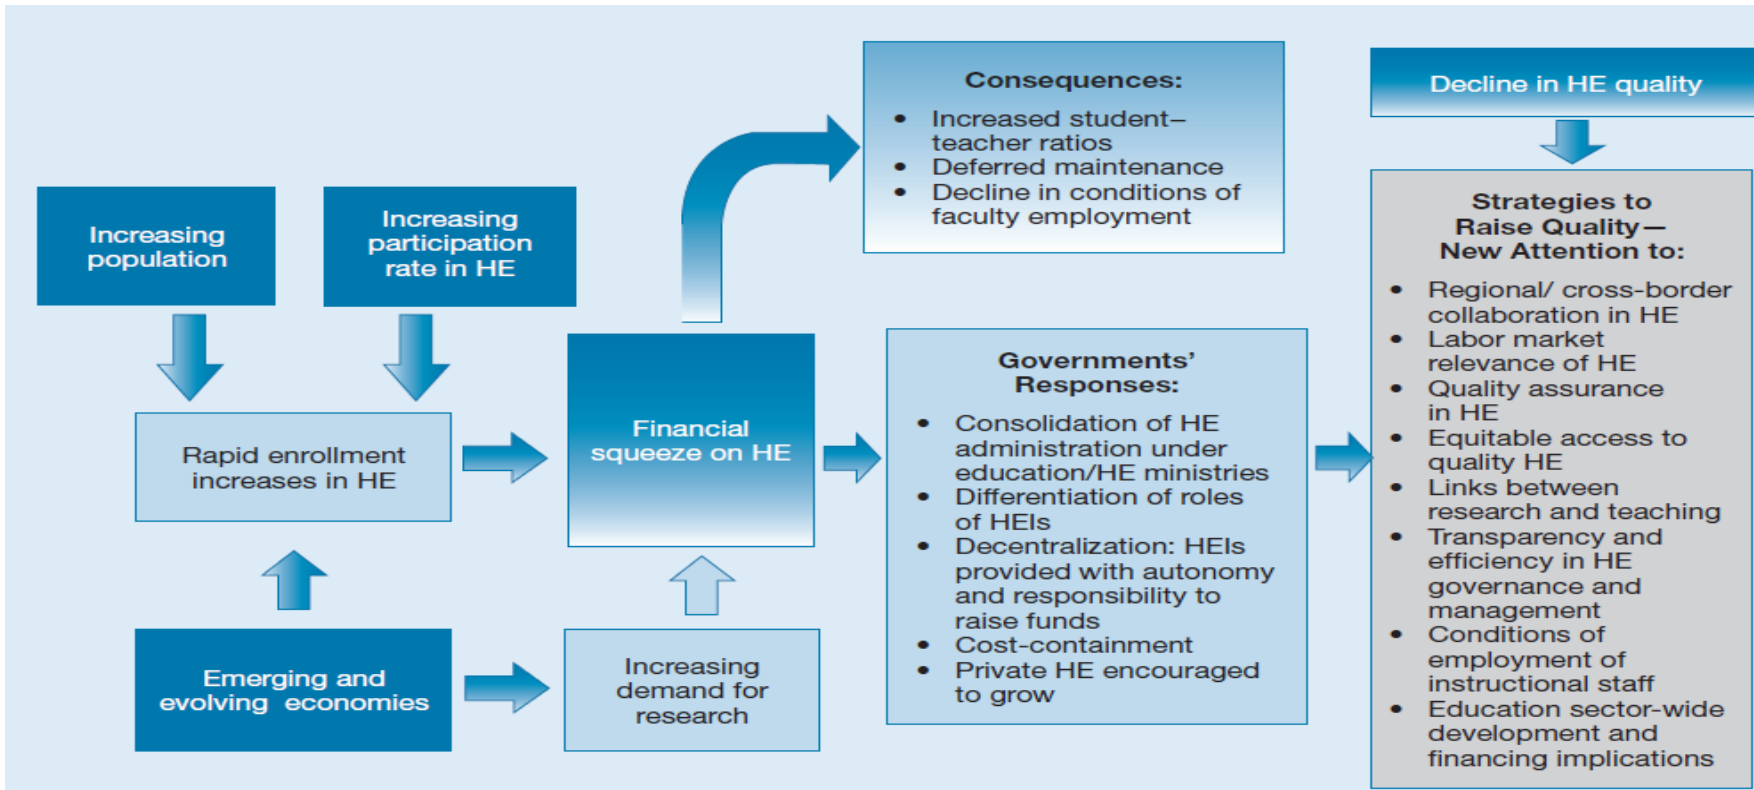 Increasing
population
Increasing
participation
rate in HE
Rapid enrollment
increases in HE
Emerging and
evolving economies
Increasing
demand for
research
Financial
squeeze on HE
Consequences:
• Increased student–
teacher ratios
• Deferred maintenance
• Decline in conditions of
faculty employment
Governments’
Responses:
• Consolidation of HE
administration under
education/HE ministries
• Differentiation of roles
of HEIs
• Decentralization: HEIs
provided with autonomy
and responsibility to
raise funds
• Cost-containment
• Private HE encouraged
to grow
Decline in HE quality
Strategies to
Raise Quality—
New Attention to:
• Regional/ cross-border
collaboration in HE
• Labor market
relevance of HE
• Quality assurance
in HE
• Equitable access to
quality HE
• Links between
research and teaching
• Transparency and
efficiency in HE
governance and
management
• Conditions of
employment of
instructional staff
• Education sector-wide
development and
financing implications